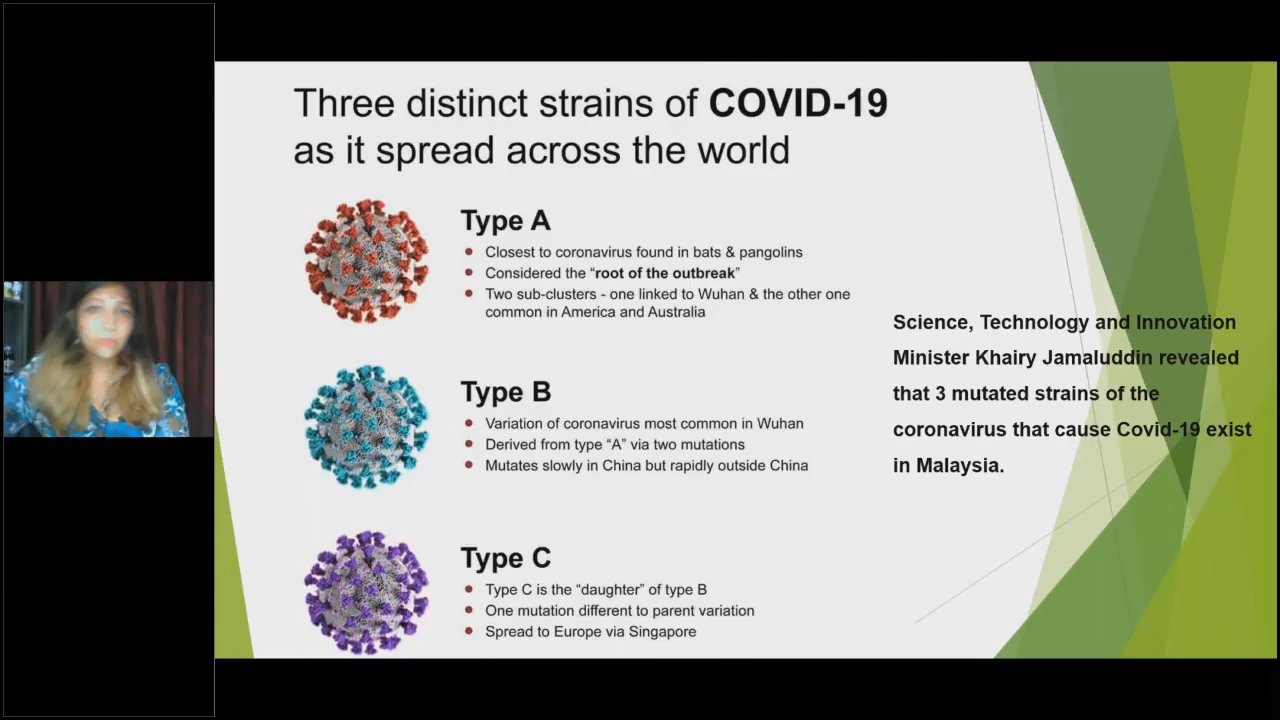 Three distinct strains of COVID-19
as it spread across the world
Type A
Closest to coronavirus found in bats & pangolins
Considered the “root of the outbreak”
Two sub-clusters - one linked to Wuhan & the other one
common in America and Australia
Type B
Variation of coronavirus most common in Wuhan
Derived from type “A” via two mutations
Mutates slowly in China but rapidly outside China
Type C
Type C is the “daughter” of type B
One mutation different to parent variation
Spread to Europe via Singapore
Science, Technology and Innovation
Minister Khairy Jamaluddin revealed
that 3 mutated strains of the
coronavirus that cause Covid-19 exist
in Malaysia.